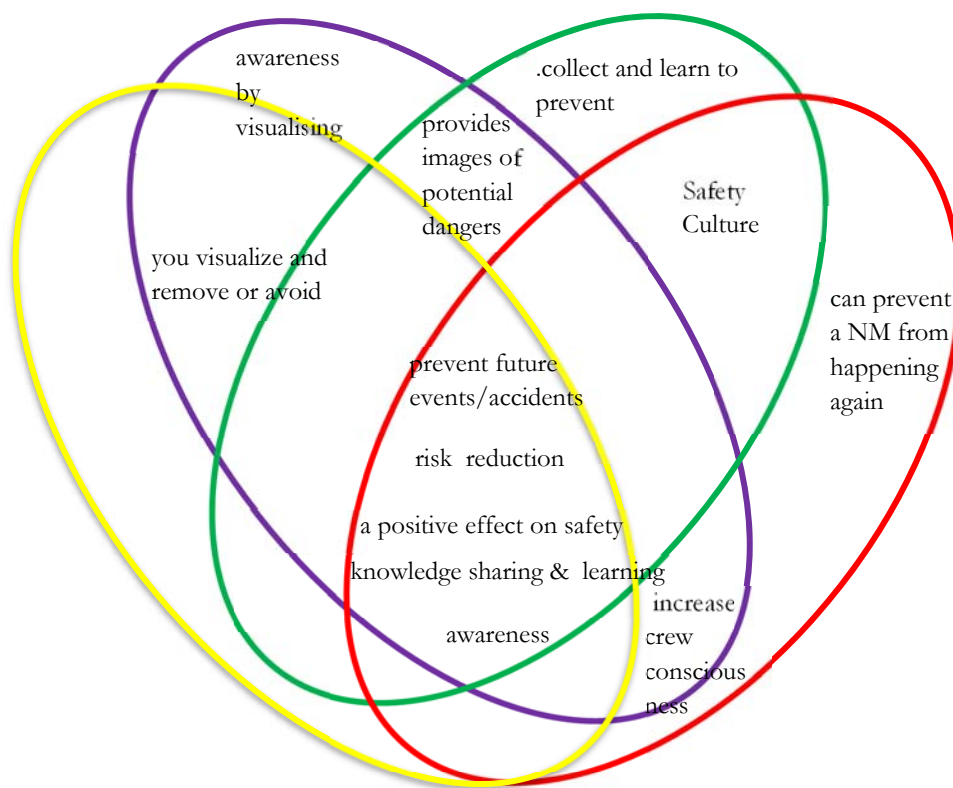 awareness
by
visualising
.collect and learn to
prevent
provides
images of
potential
dangers
Safety
Culture
you visualize and
remove or avoid
can prevent
a NM from
happening
again
prevent future
events/accidents
risk reduction
a positive effect on safety
knowledge sharing & learning
awareness
increase
crew
conscious
ness